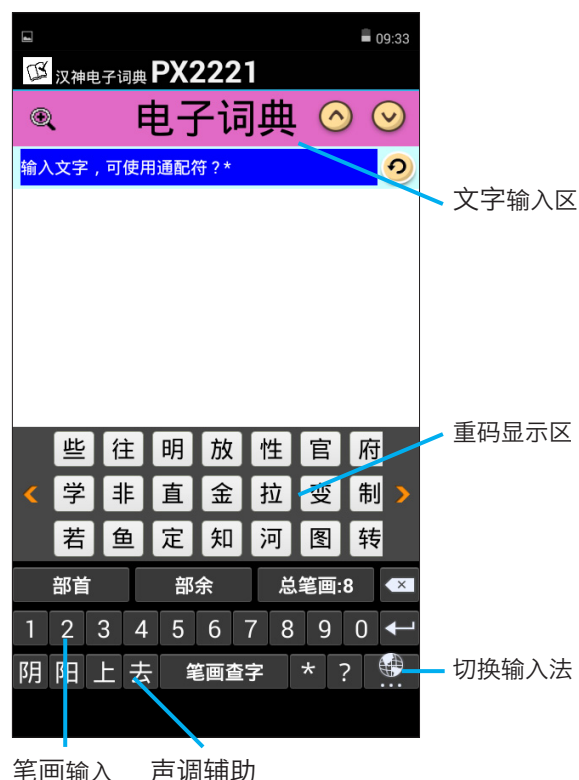 09:33
汉神电子词典 PX2221
电子词典
输入文字，可使用通配符？*
文字输入区
些 往 明 放 性 官 府
重码显示区
学 非 直 金 拉 变 制
若 鱼 定 知 河 图 转
部首 部余 总笔画:8
1 2 3 4 5 6 7 8 9 0
阴 阳 上 去 笔画查字 * ?
切换输入法
笔画输入 声调辅助